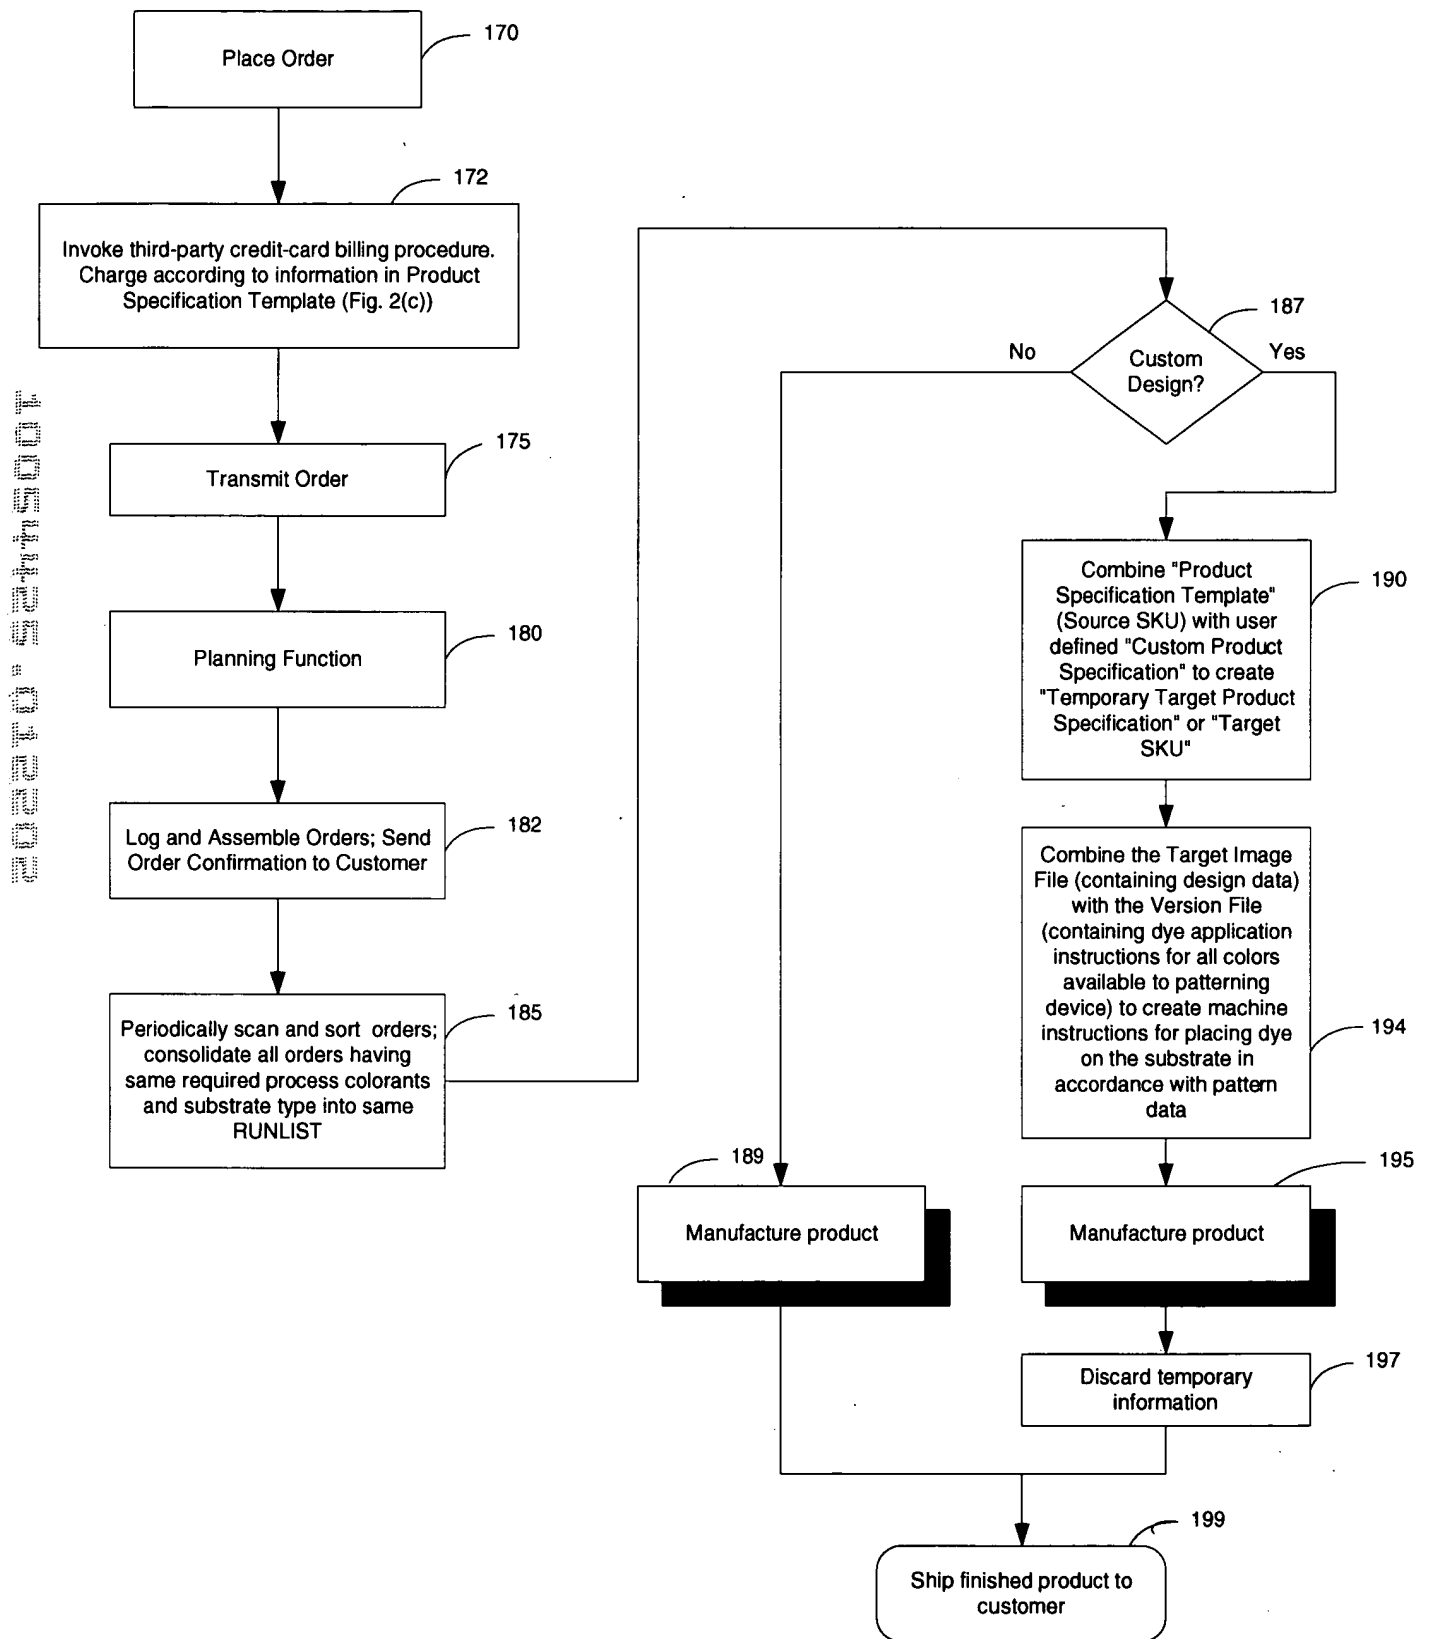 Place Order
170
172
Invoke third-party credit-card billing procedure.
Charge according to information in Product
Specification Template (Fig. 2(c))
175
Transmit Order
180
Planning Function
182
Log and Assemble Orders; Send
Order Confirmation to Customer
185
Periodically scan and sort orders;
consolidate all orders having
same required process colorants
and substrate type into same
RUNLIST
187
No
Custom
Design?
Yes
190
Combine "Product
Specification Template"
(Source SKU) with user
defined "Custom Product
Specification" to create
"Temporary Target Product
Specification" or "Target
SKU"
Combine the Target Image
File (containing design data)
with the Version File
(containing dye application
instructions for all colors
available to patterning
device) to create machine
instructions for placing dye
on the substrate in
accordance with pattern
data
194
189
Manufacture product
195
Manufacture product
197
Discard temporary
information
199
Ship finished product to
customer
10054425.012202